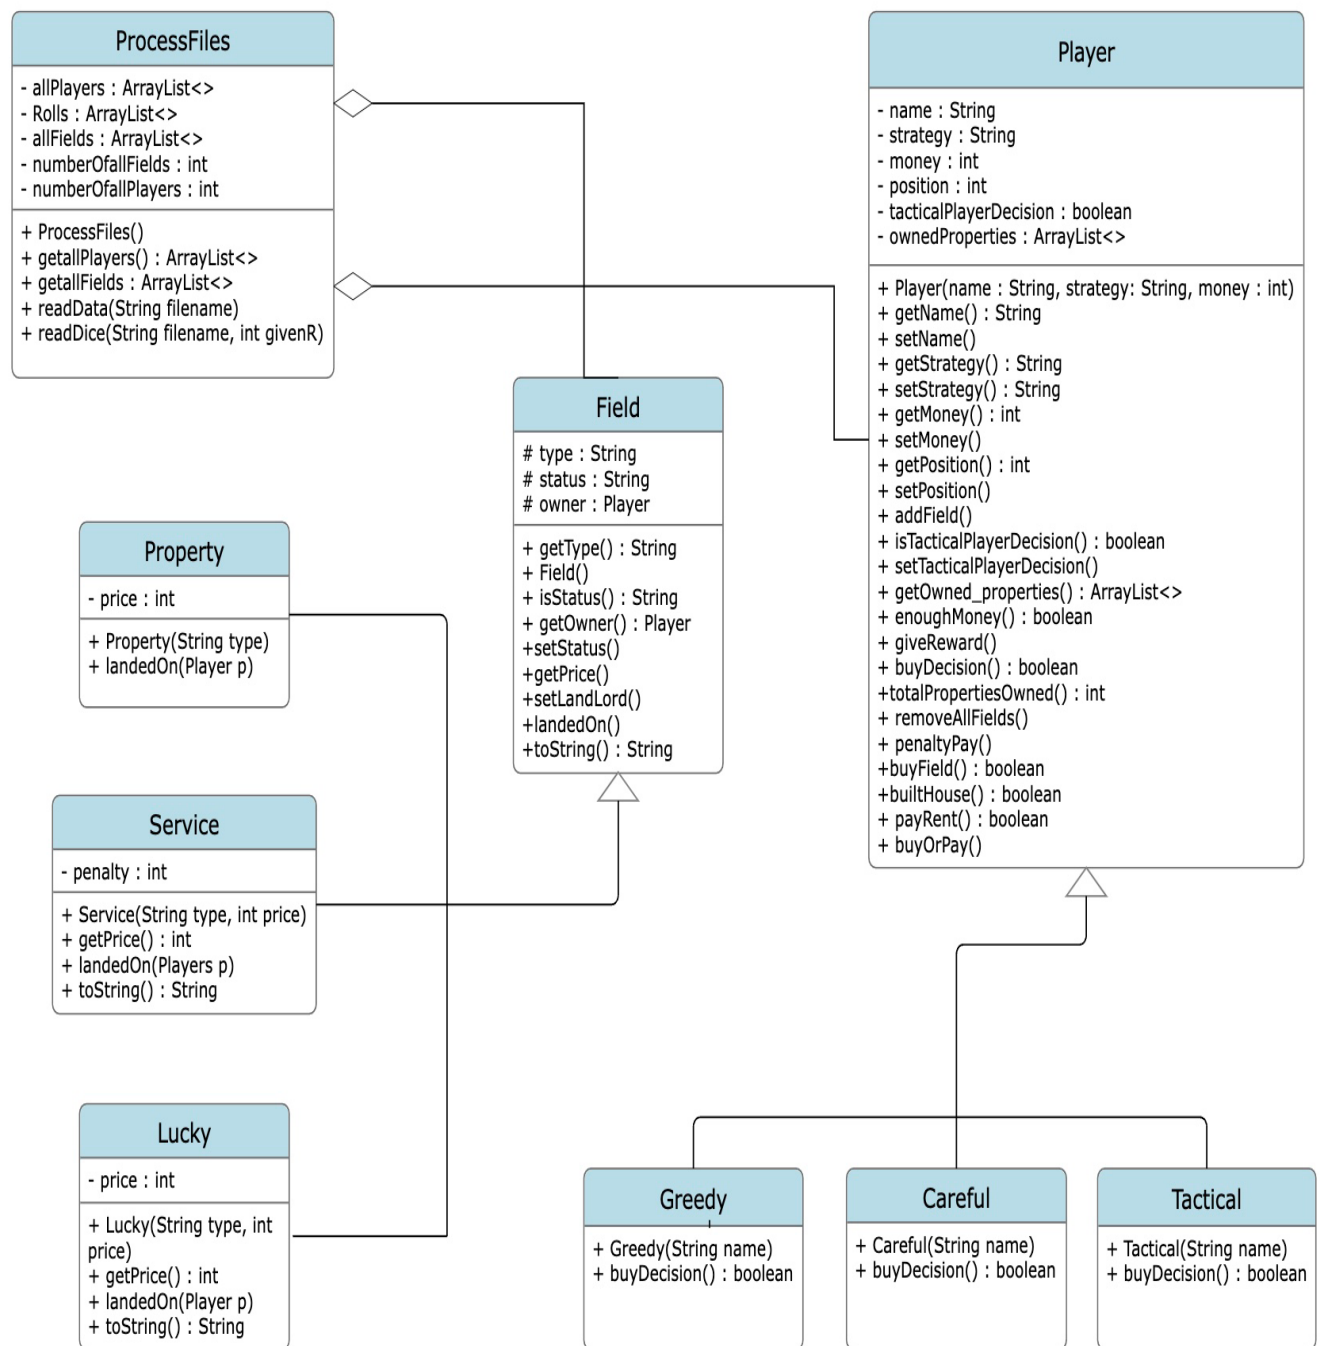 ProcessFiles
- allPlayers : ArrayList<>
- Rolls : ArrayList<>
- allFields : ArrayList<>
- numberOfallFields : int
- numberOfallPlayers : int
+ ProcessFiles()
+ getallPlayers() : ArrayList<>
+ getallFields : ArrayList<>
+ readData(String filename)
+ readDice(String filename, int givenR)
Player
- name : String
- strategy : String
- money : int
- position : int
- tacticalPlayerDecision : boolean
- ownedProperties : ArrayList<>
+ Player(name : String, strategy: String, money : int)
+ getName() : String
+ setName()
+ getStrategy() : String
+ setStrategy() : String
+ getMoney() : int
+ setMoney()
+ getPosition() : int
+ setPosition()
+ addField()
+ isTacticalPlayerDecision() : boolean
+ setTacticalPlayerDecision()
+ getOwned_properties() : ArrayList<>
+ enoughMoney() : boolean
+ giveReward()
+ buyDecision() : boolean
+totalPropertiesOwned() : int
+ removeAllFields()
+ penaltyPay()
+buyField() : boolean
+builtHouse() : boolean
+ payRent() : boolean
+ buyOrPay()
Field
# type : String
# status : String
# owner : Player
+ getType() : String
+ Field()
+ isStatus() : String
+ getOwner() : Player
+setStatus()
+getPrice()
+setLandLord()
+landedOn()
+toString() : String
Property
- price : int
+ Property(String type)
+ landedOn(Player p)
Service
- penalty : int
+ Service(String type, int price)
+ getPrice() : int
+ landedOn(Players p)
+ toString() : String
Lucky
- price : int
+ Lucky(String type, int
price)
+ getPrice() : int
+ landedOn(Player p)
+ toString() : String
Greedy
+ Greedy(String name)
+ buyDecision() : boolean
Careful
+ Careful(String name)
+ buyDecision() : boolean
Tactical
+ Tactical(String name)
+ buyDecision() : boolean